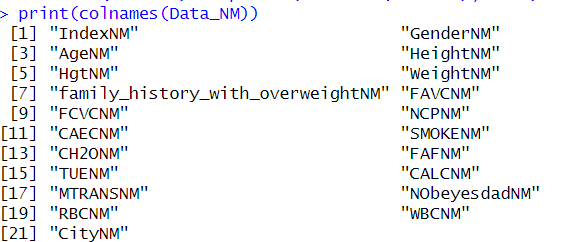 > print(colnames(Data_NM))
[1] "IndexNM" "GenderNM"
[3] "AgeNM" "HeightNM"
[5] "HgtNM" "WeightNM"
[7] "family_history_with_overweightNM" "FAVCNM"
[9] "FCVCNM" "NCPNM"
[11] "CAECNM" "SMOKENM"
[13] "CH2ONM" "FAFNM"
[15] "TUENM" "CALCNM"
[17] "MTRANSNM" "NObeyesdadNM"
[19] "RBCNM" "WBCNM"
[21] "CityNM"